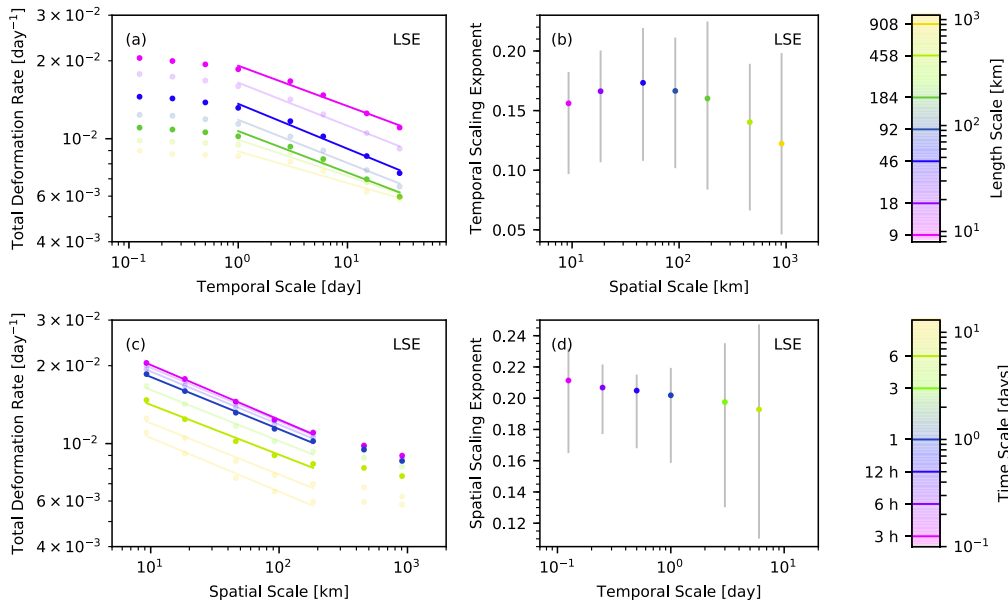 (a) LSE
3 × 10⁻²
2 × 10⁻²
10⁻²
6 × 10⁻³
4 × 10⁻³
Total Deformation Rate [day⁻¹]
10⁻¹ 10⁰ 10¹
Temporal Scale [day]
(b) LSE
0.20
0.15
0.10
0.05
Temporal Scaling Exponent
10¹ 10² 10³
Spatial Scale [km]
908
458
184
92
46
18
9
10³
10²
10¹
Length Scale [km]
(c) LSE
3 × 10⁻²
2 × 10⁻²
10⁻²
6 × 10⁻³
4 × 10⁻³
Total Deformation Rate [day⁻¹]
10¹ 10² 10³
Spatial Scale [km]
(d) LSE
0.24
0.22
0.20
0.18
0.16
0.14
0.12
Spatial Scaling Exponent
10⁻¹ 10⁰ 10¹
Temporal Scale [day]
6
3
1
12 h
6 h
3 h
10¹
10⁰
10⁻¹
Time Scale [days]